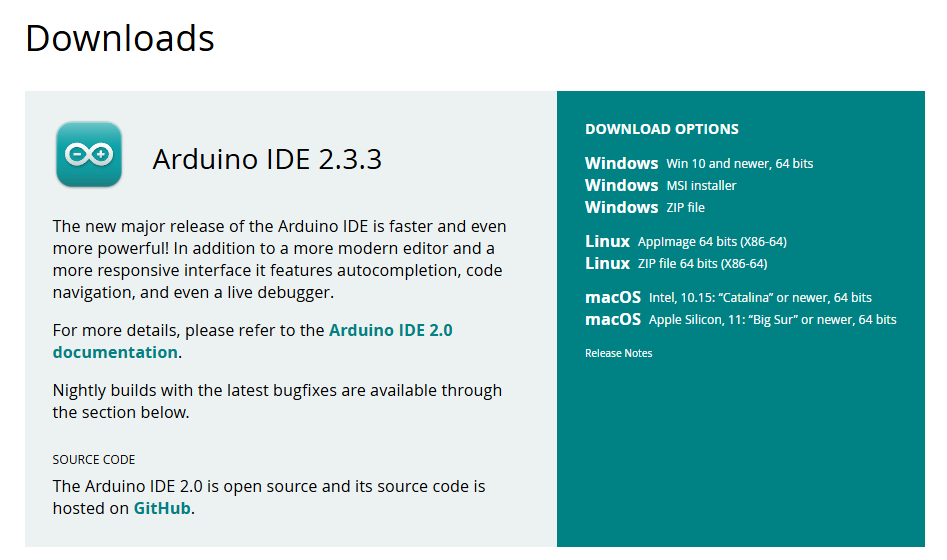 Downloads
Arduino IDE 2.3.3
The new major release of the Arduino IDE is faster and even
more powerful! In addition to a more modern editor and a
more responsive interface it features autocompletion, code
navigation, and even a live debugger.
For more details, please refer to the Arduino IDE 2.0
documentation.
Nightly builds with the latest bugfixes are available through
the section below.
SOURCE CODE
The Arduino IDE 2.0 is open source and its source code is
hosted on GitHub.
DOWNLOAD OPTIONS
Windows Win 10 and newer, 64 bits
Windows MSI installer
Windows ZIP file
Linux AppImage 64 bits (X86-64)
Linux ZIP file 64 bits (X86-64)
macOS Intel, 10.15: “Catalina” or newer, 64 bits
macOS Apple Silicon, 11: “Big Sur” or newer, 64 bits
Release Notes